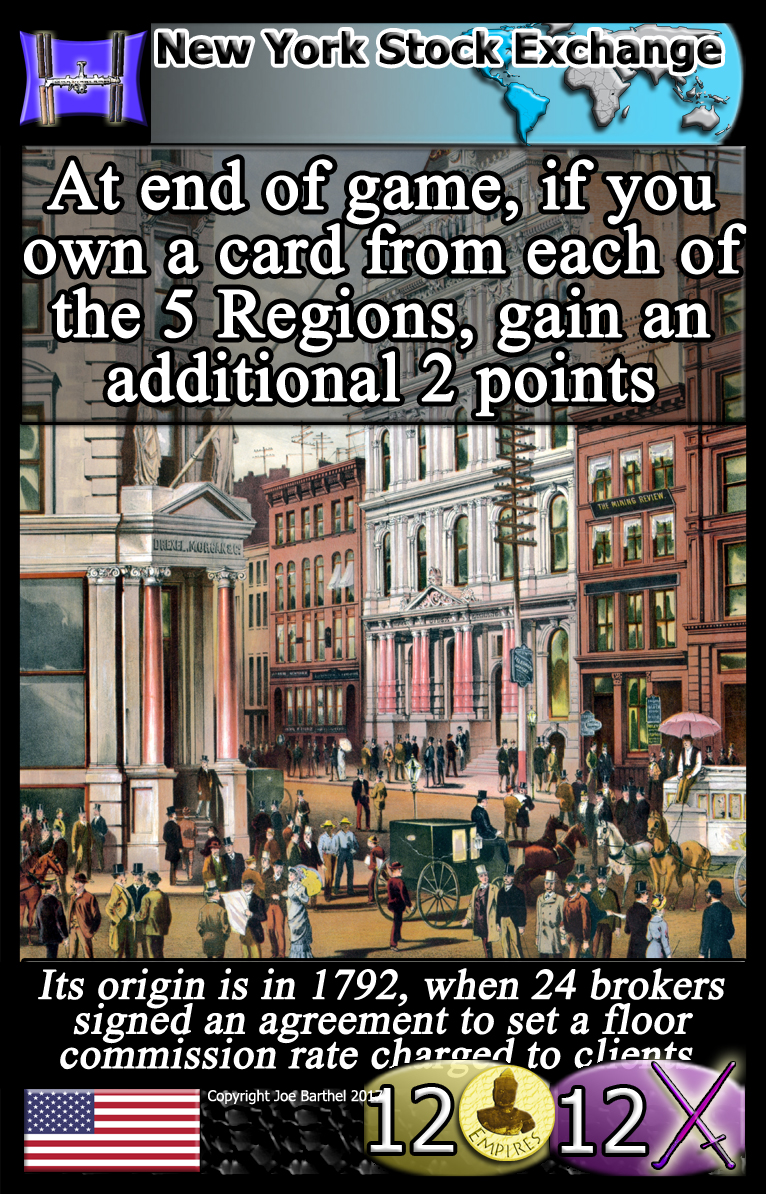 New York Stock Exchange
At end of game, if you
own a card from each of
the 5 Regions, gain an
additional 2 points
DREXEL, MORGAN & CO
THE MINING REVIEW.
Its origin is in 1792, when 24 brokers
signed an agreement to set a floor
commission rate charged to clients
Copyright Joe Barthel 2017
12
EMPIRES
12